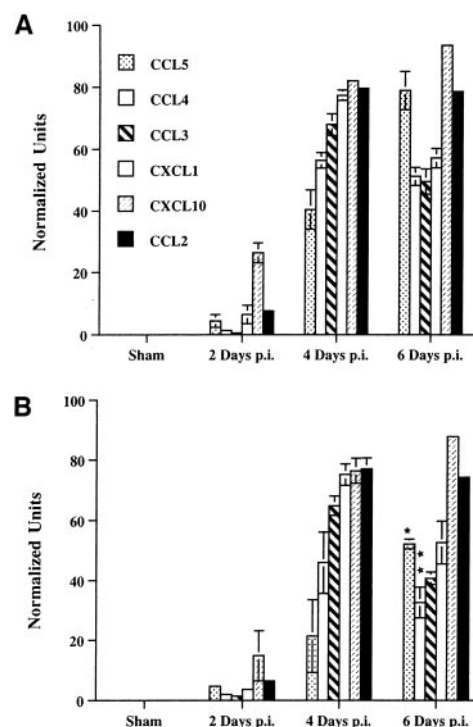 A
100
80
60
40
20
0
Normalized Units
CCL5
CCL4
CCL3
CXCL1
CXCL10
CCL2
Sham 2 Days p.i. 4 Days p.i. 6 Days p.i.
B
100
80
60
40
20
0
Normalized Units
*
**
Sham 2 Days p.i. 4 Days p.i. 6 Days p.i.